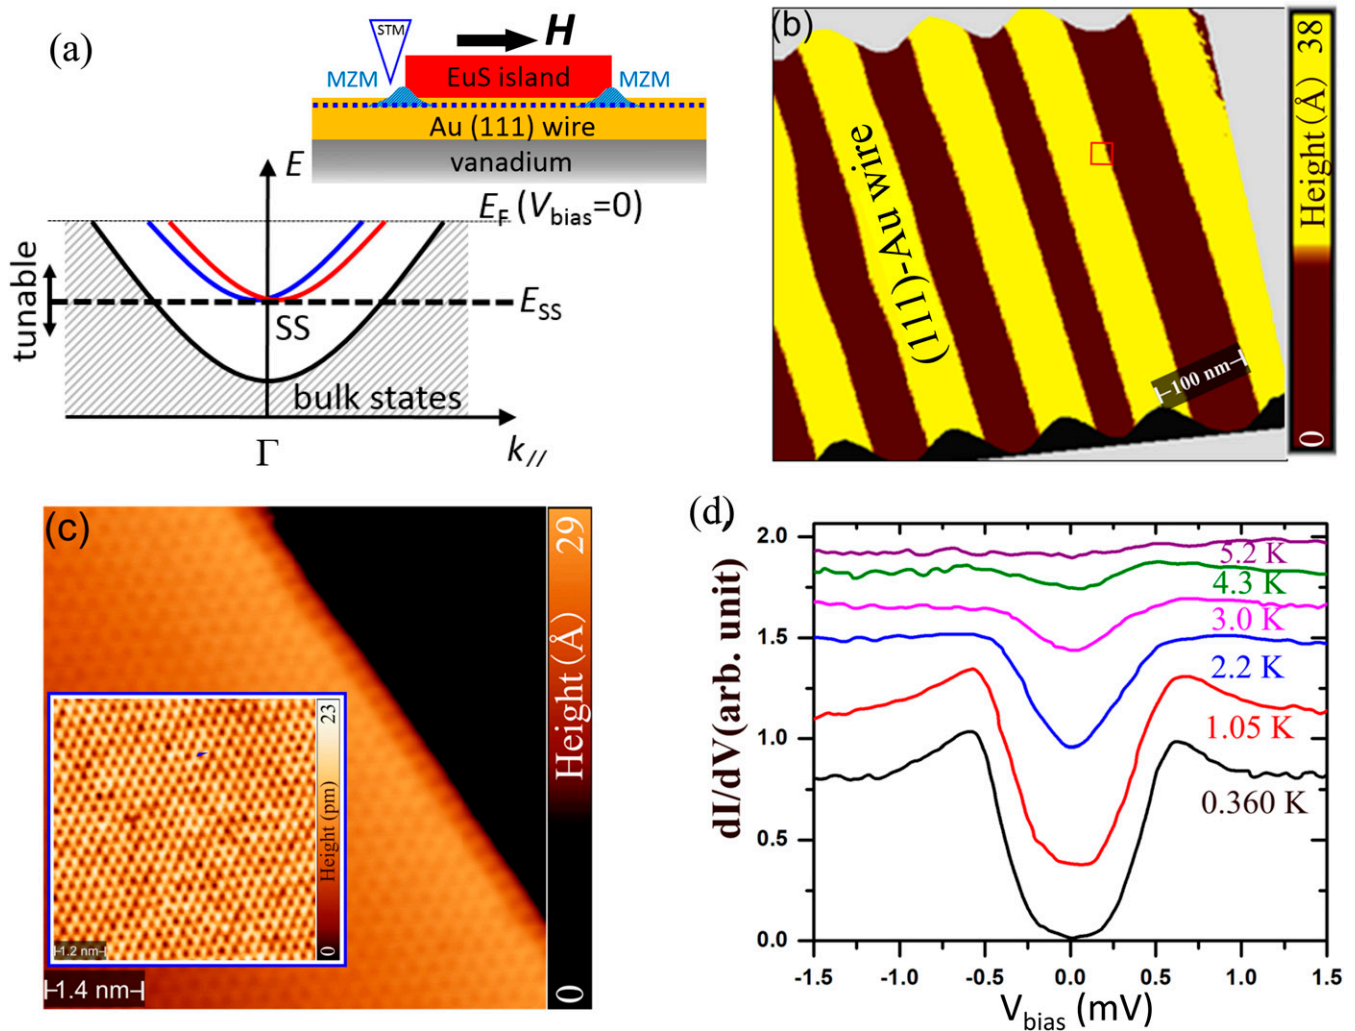 (a)
STM
H
MZM
EuS island
MZM
Au (111) wire
vanadium
E
E_F (V_bias=0)
tunable
E_SS
SS
bulk states
Γ
k_//
(b)
(111)-Au wire
100 nm
Height(Å) 38
0
(c)
Height(Å) 29
0
23
Height (pm)
0
1.2 nm
1.4 nm
(d)
dI/dV(arb. unit)
2.0
1.5
1.0
0.5
0.0
5.2 K
4.3 K
3.0 K
2.2 K
1.05 K
0.360 K
-1.5 -1.0 -0.5 0.0 0.5 1.0 1.5
V_bias (mV)